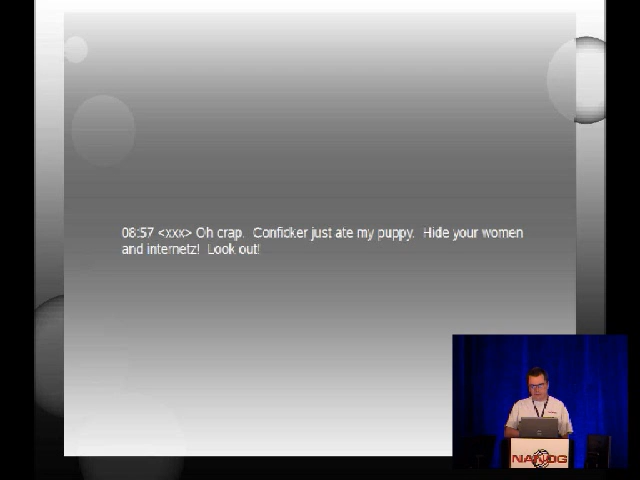 08:57 <xxx> Oh crap.  Conficker just ate my puppy.  Hide your women
and internetz!  Look out!
NANOG